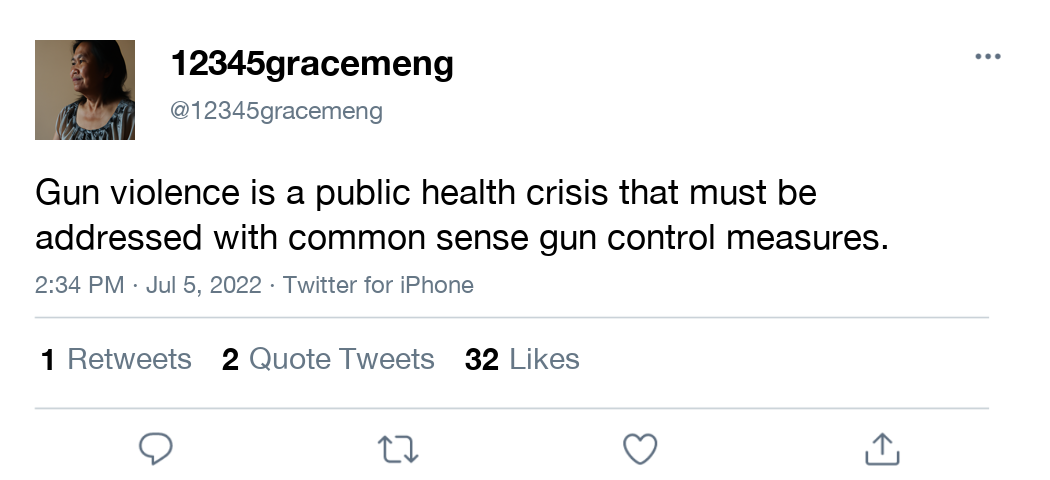 12345gracemeng
@12345gracemeng
Gun violence is a public health crisis that must be
addressed with common sense gun control measures.
2:34 PM · Jul 5, 2022 · Twitter for iPhone
1 Retweets 2 Quote Tweets 32 Likes